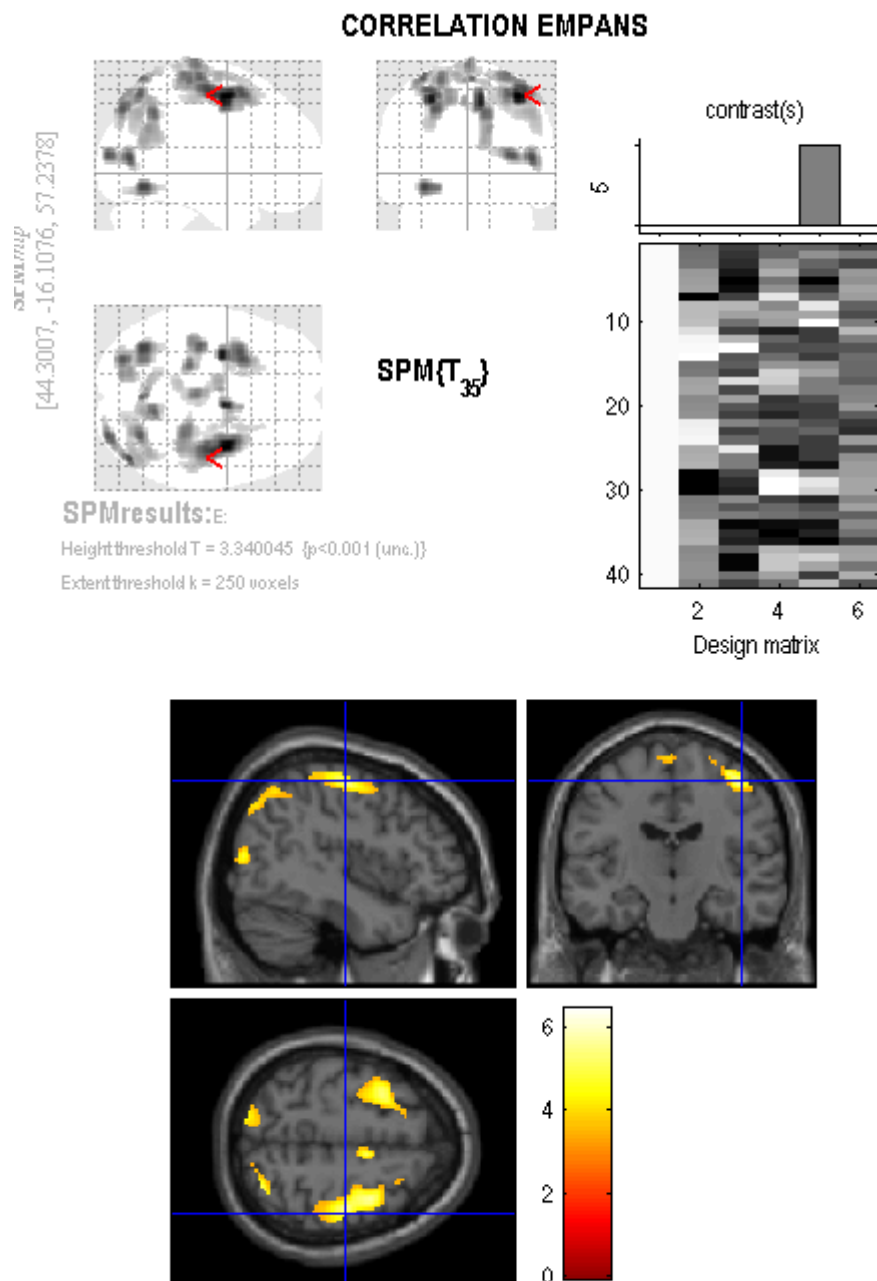 CORRELATION EMPANS
SPMmip
[44.3007, -16.1076, 57.2378]
<
<
<
SPM{T35}
SPMresults:E:
Height threshold T = 3.340045 {p<0.001 (unc.)}
Extent threshold k = 250 voxels
contrast(s)
5
10
20
30
40
2 4 6
Design matrix
6
4
2
0